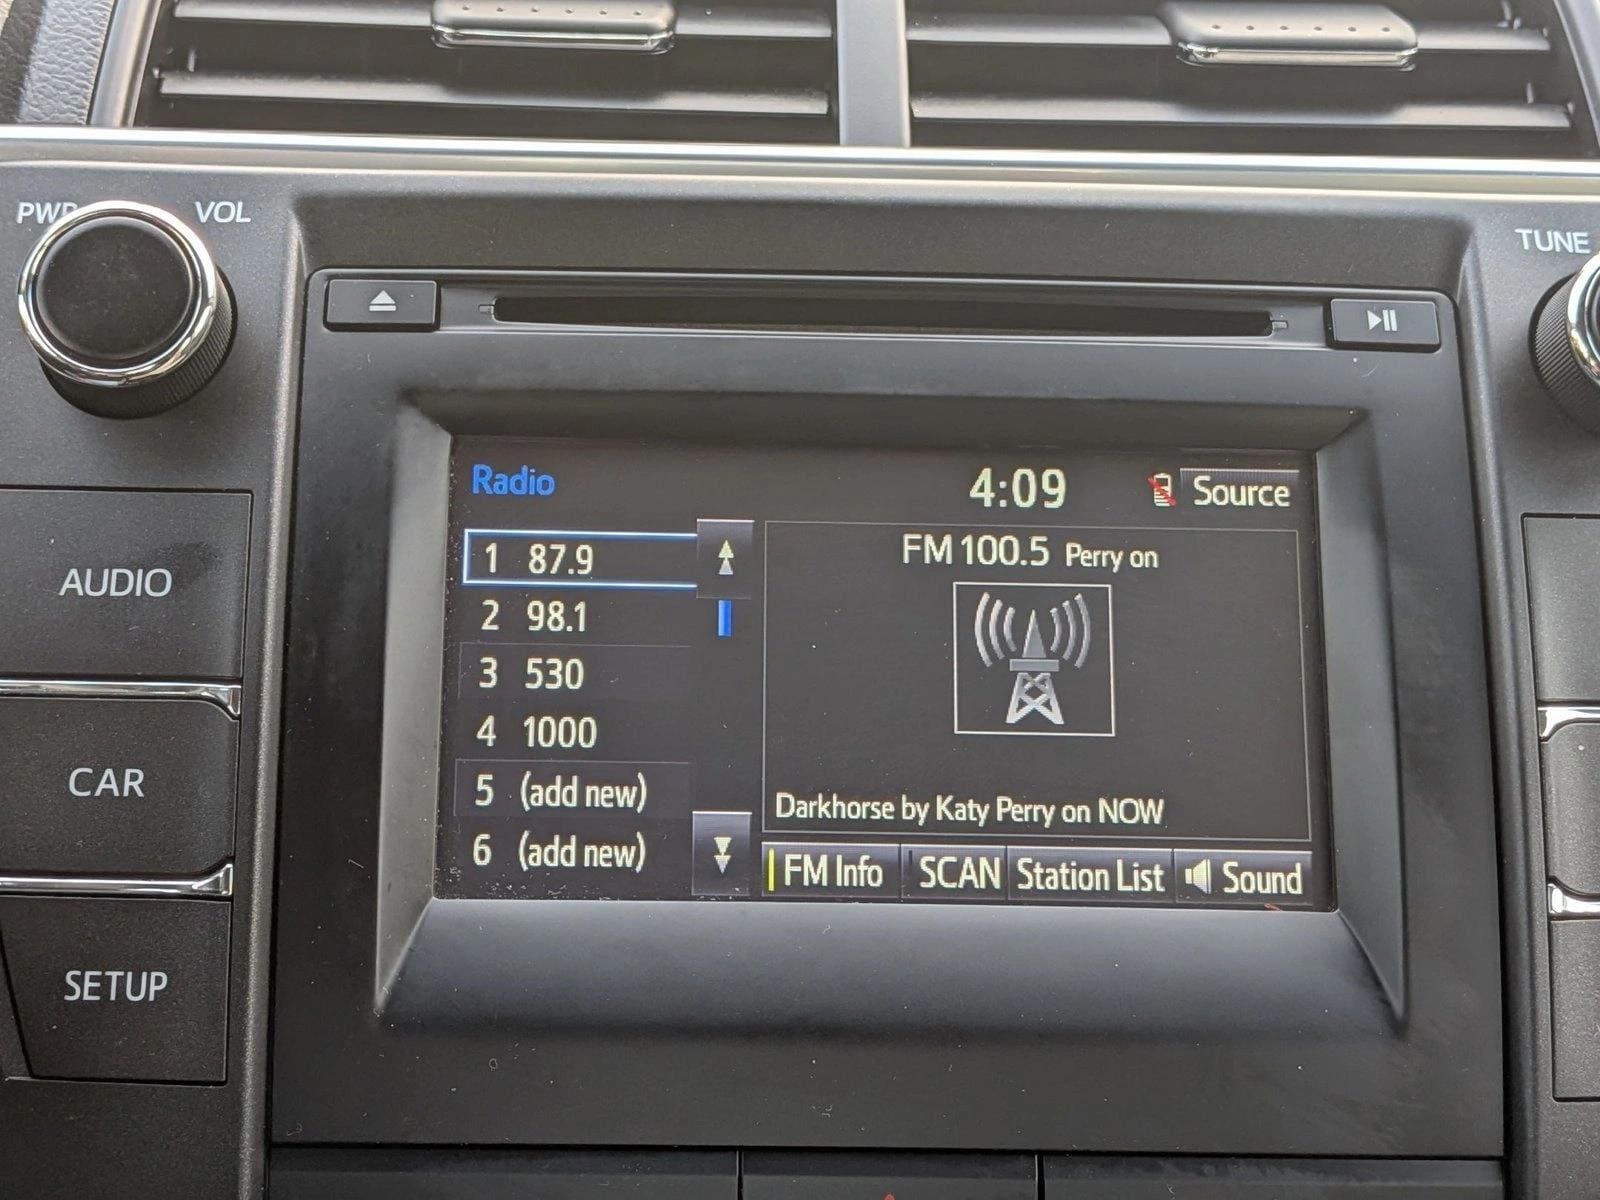 PWR
VOL
TUNE
Radio
4:09
Source
1 87.9
2 98.1
3 530
4 1000
5 (add new)
6 (add new)
FM 100.5 Perry on
Darkhorse by Katy Perry on NOW
FM Info
SCAN
Station List
Sound
AUDIO
CAR
SETUP